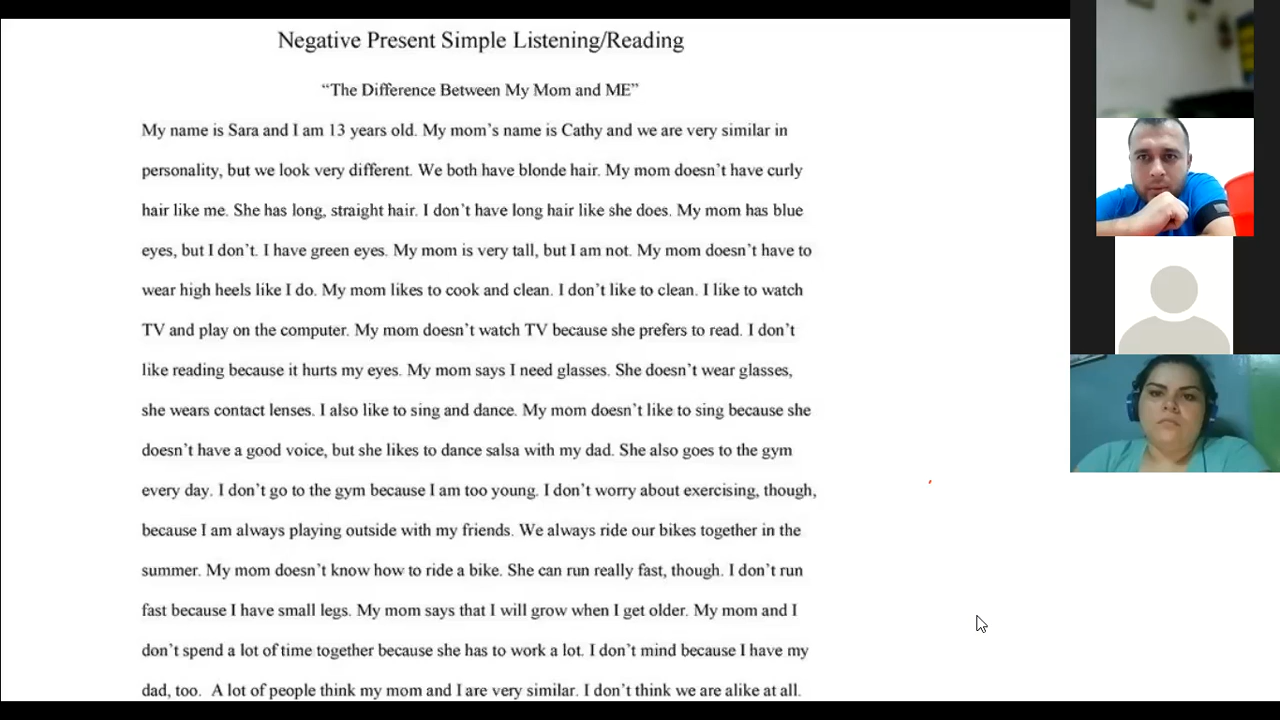 Negative Present Simple Listening/Reading
“The Difference Between My Mom and ME”
My name is Sara and I am 13 years old. My mom’s name is Cathy and we are very similar in
personality, but we look very different. We both have blonde hair. My mom doesn’t have curly
hair like me. She has long, straight hair. I don’t have long hair like she does. My mom has blue
eyes, but I don’t. I have green eyes. My mom is very tall, but I am not. My mom doesn’t have to
wear high heels like I do. My mom likes to cook and clean. I don’t like to clean. I like to watch
TV and play on the computer. My mom doesn’t watch TV because she prefers to read. I don’t
like reading because it hurts my eyes. My mom says I need glasses. She doesn’t wear glasses,
she wears contact lenses. I also like to sing and dance. My mom doesn’t like to sing because she
doesn’t have a good voice, but she likes to dance salsa with my dad. She also goes to the gym
every day. I don’t go to the gym because I am too young. I don’t worry about exercising, though,
because I am always playing outside with my friends. We always ride our bikes together in the
summer. My mom doesn’t know how to ride a bike. She can run really fast, though. I don’t run
fast because I have small legs. My mom says that I will grow when I get older. My mom and I
don’t spend a lot of time together because she has to work a lot. I don’t mind because I have my
dad, too.  A lot of people think my mom and I are very similar. I don’t think we are alike at all.